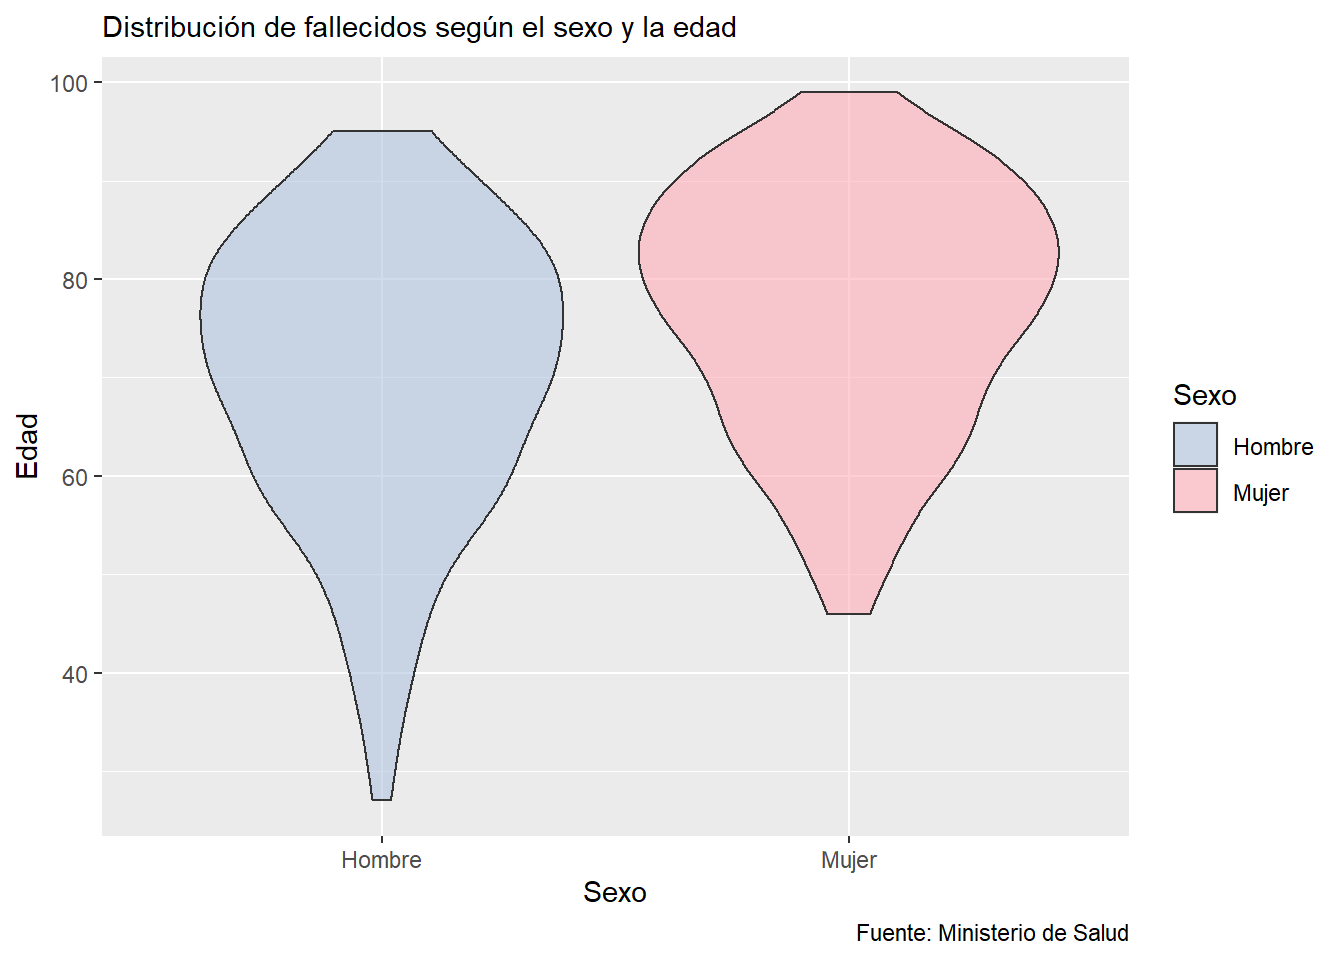 Distribución de fallecidos según el sexo y la edad
100
80
60
40
Edad
Hombre
Mujer
Sexo
Sexo
Hombre
Mujer
Fuente: Ministerio de Salud